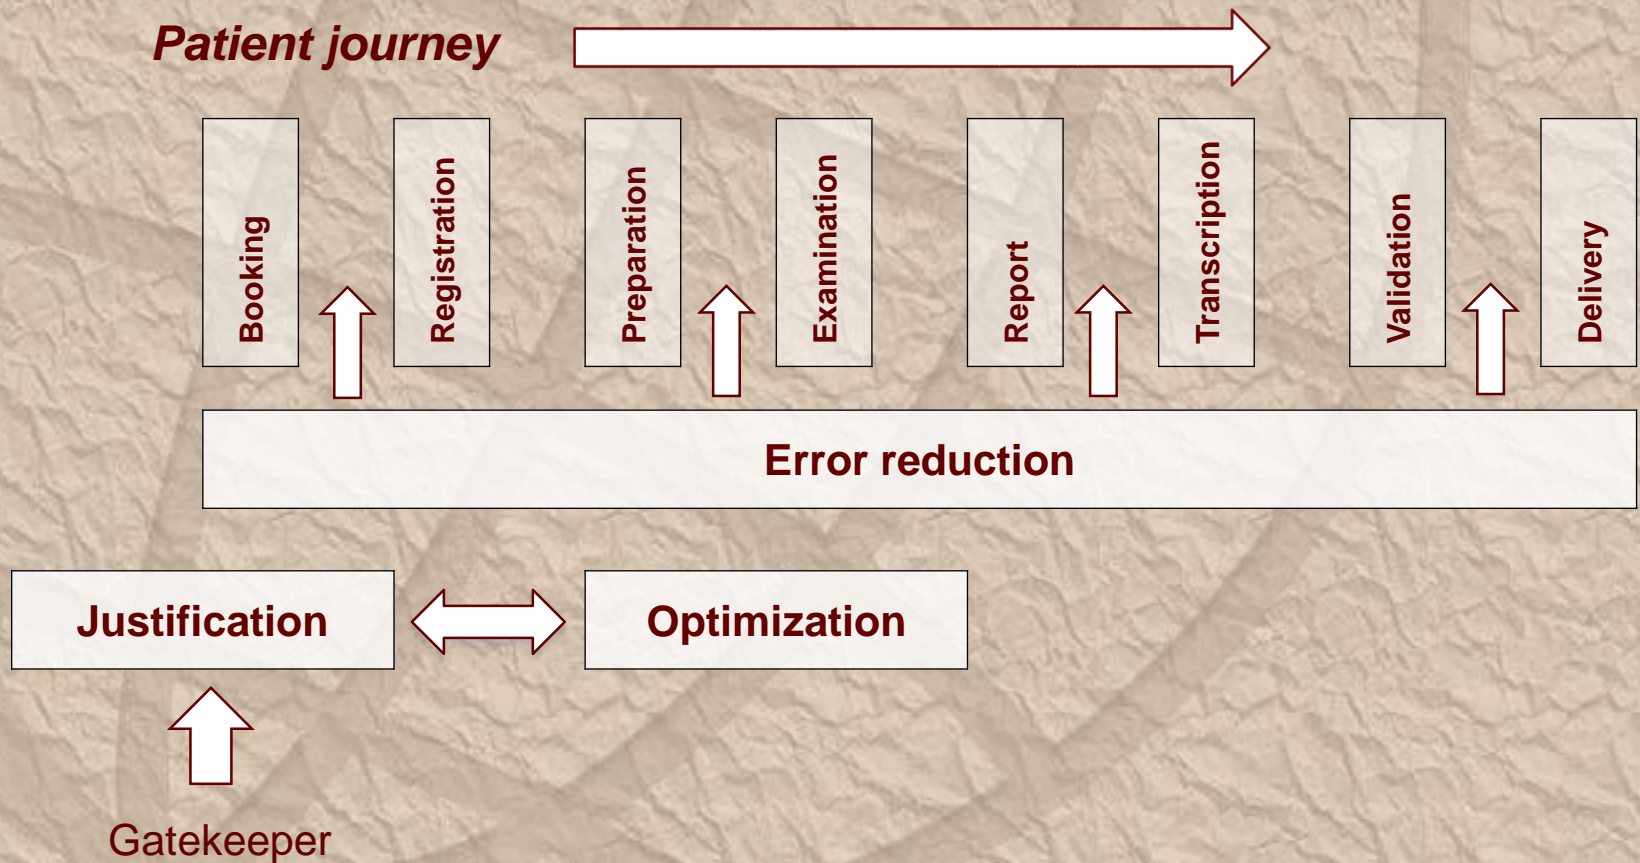 Patient journey
Booking
Registration
Preparation
Examination
Report
Transcription
Validation
Delivery
Error reduction
Justification
Optimization
Gatekeeper